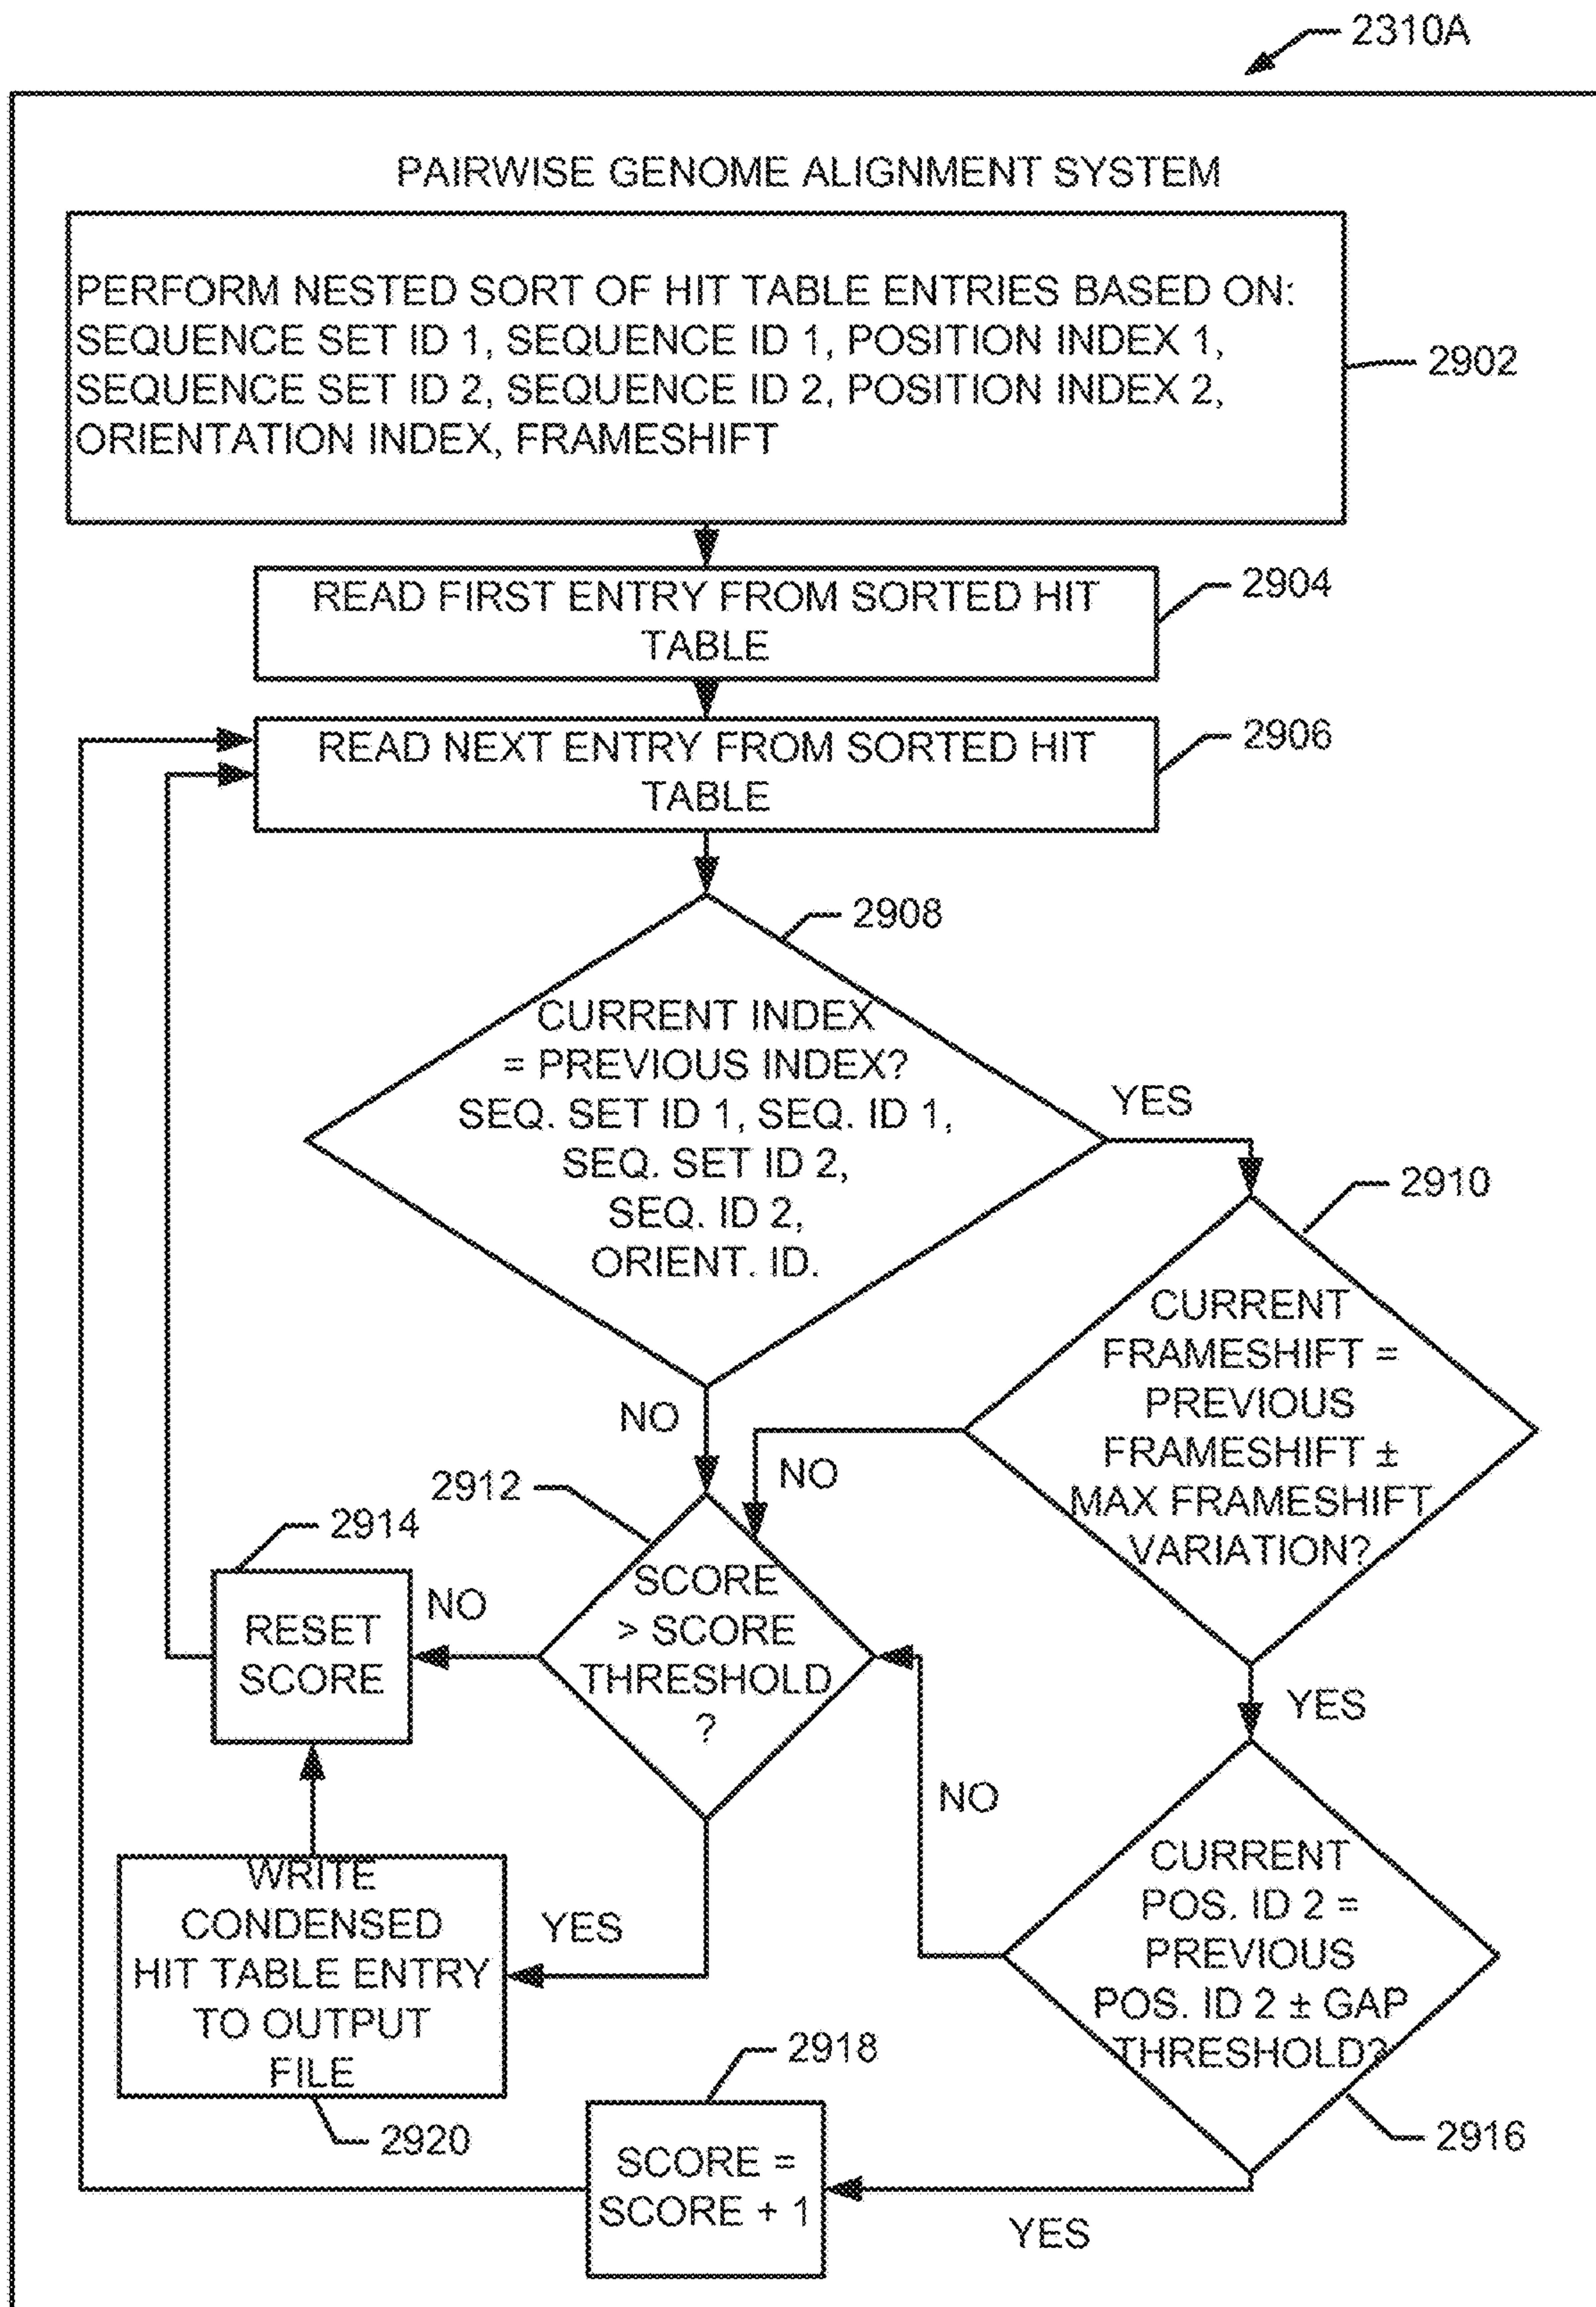 2310A
PAIRWISE GENOME ALIGNMENT SYSTEM
PERFORM NESTED SORT OF HIT TABLE ENTRIES BASED ON:
SEQUENCE SET ID 1, SEQUENCE ID 1, POSITION INDEX 1,
SEQUENCE SET ID 2, SEQUENCE ID 2, POSITION INDEX 2,
ORIENTATION INDEX, FRAMESHIFT
2902
READ FIRST ENTRY FROM SORTED HIT
TABLE
2904
READ NEXT ENTRY FROM SORTED HIT
TABLE
2906
2908
CURRENT INDEX
= PREVIOUS INDEX?
SEQ. SET ID 1, SEQ. ID 1,
SEQ. SET ID 2,
SEQ. ID 2,
ORIENT. ID.
YES
NO
2910
CURRENT
FRAMESHIFT =
PREVIOUS
FRAMESHIFT ±
MAX FRAMESHIFT
VARIATION?
NO
YES
2912
SCORE
> SCORE
THRESHOLD
?
NO
YES
2914
RESET
SCORE
CURRENT
POS. ID 2 =
PREVIOUS
POS. ID 2 ± GAP
THRESHOLD?
2916
NO
YES
WRITE
CONDENSED
HIT TABLE ENTRY
TO OUTPUT
FILE
2920
2918
SCORE =
SCORE + 1